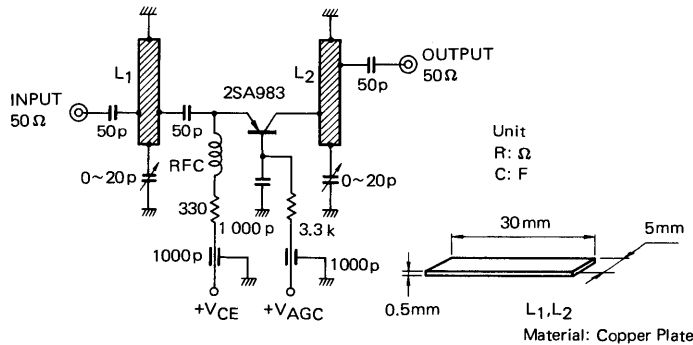 L1
L2
OUTPUT
50Ω
50p
2SA983
INPUT
50Ω
50p
50p
RFC
0~20p
0~20p
Unit
R: Ω
C: F
330
1 000 p
3.3 k
1000p
1000p
+VCE
+VAGC
30mm
5mm
0.5mm
L1,L2
Material: Copper Plate